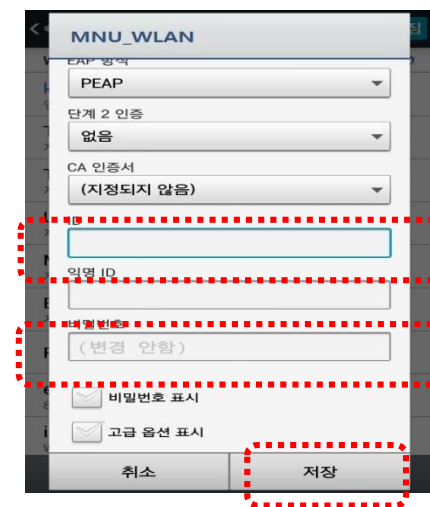 MNU_WLAN
EAP 방식
PEAP
단계 2 인증
없음
CA 인증서
(지정되지 않음)
ID
익명 ID
비밀번호
(변경 안함)
비밀번호 표시
고급 옵션 표시
취소
저장